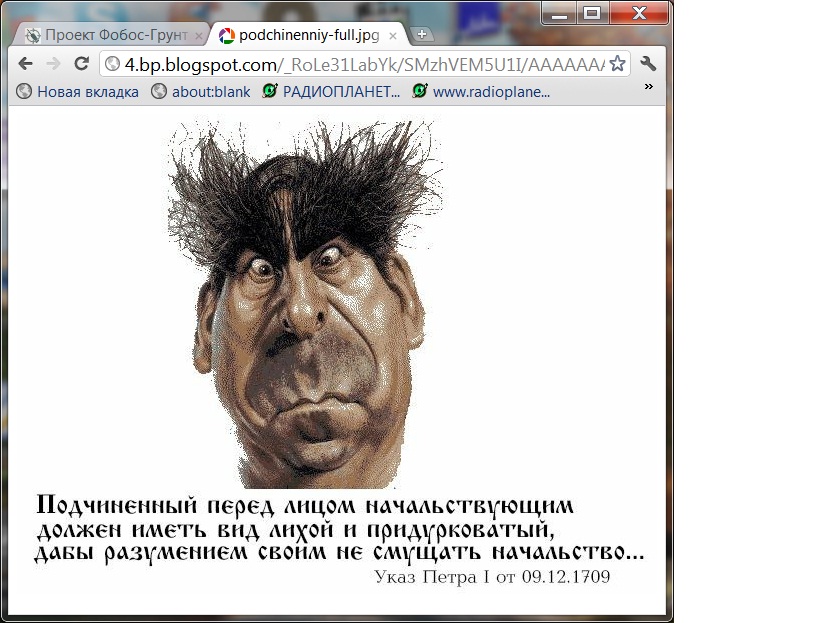 Проект Фобос-Грунт
podchinenniy-full.jpg
4.bp.blogspot.com/_RoLe31LabYk/SMzhVEM5U1I/AAAAAAA
Новая вкладка about:blank РАДИОПЛАНЕТ... www.radioplane... »
Подчиненный перед лицом начальствующим
должен иметь вид лихой и придурковатый,
дабы разумением своим не смущать начальство...
Указ Петра I от 09.12.1709